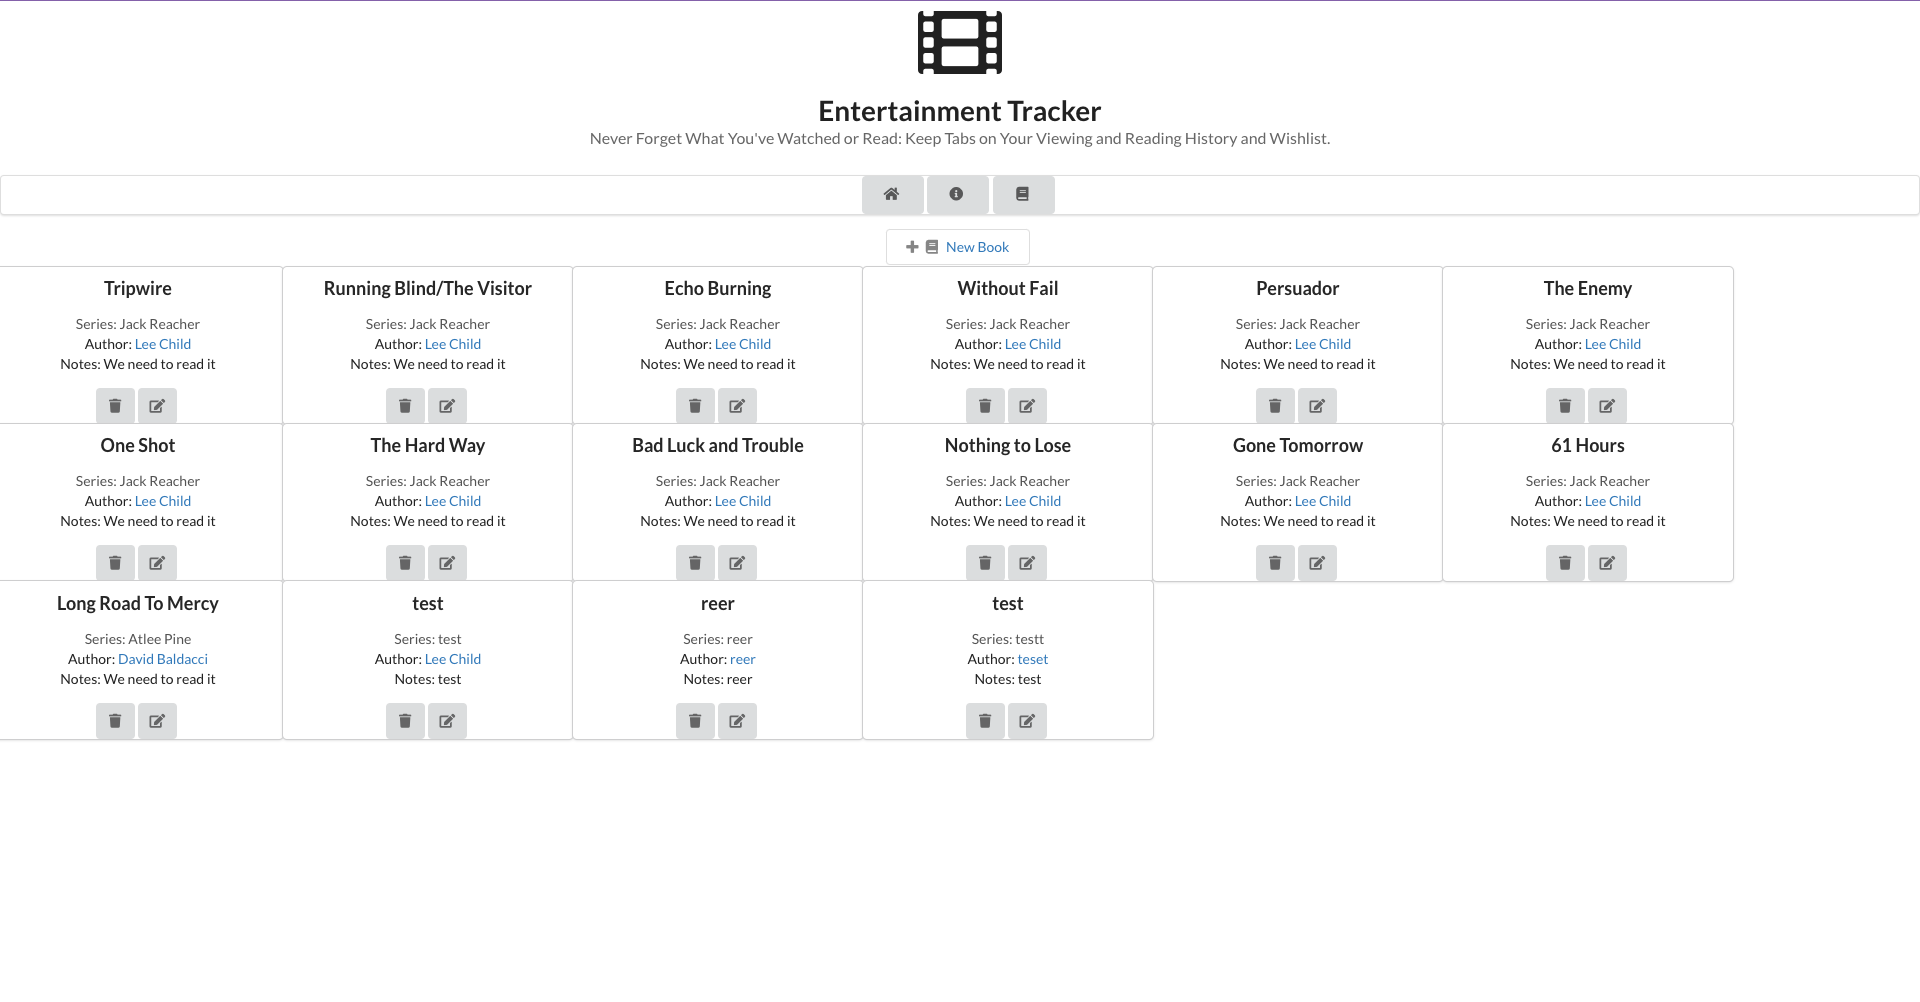 Entertainment Tracker
Never Forget What You've Watched or Read: Keep Tabs on Your Viewing and Reading History and Wishlist.
New Book
Tripwire
Series: Jack Reacher
Author: Lee Child
Notes: We need to read it
Running Blind/The Visitor
Series: Jack Reacher
Author: Lee Child
Notes: We need to read it
Echo Burning
Series: Jack Reacher
Author: Lee Child
Notes: We need to read it
Without Fail
Series: Jack Reacher
Author: Lee Child
Notes: We need to read it
Persuador
Series: Jack Reacher
Author: Lee Child
Notes: We need to read it
The Enemy
Series: Jack Reacher
Author: Lee Child
Notes: We need to read it
One Shot
Series: Jack Reacher
Author: Lee Child
Notes: We need to read it
The Hard Way
Series: Jack Reacher
Author: Lee Child
Notes: We need to read it
Bad Luck and Trouble
Series: Jack Reacher
Author: Lee Child
Notes: We need to read it
Nothing to Lose
Series: Jack Reacher
Author: Lee Child
Notes: We need to read it
Gone Tomorrow
Series: Jack Reacher
Author: Lee Child
Notes: We need to read it
61 Hours
Series: Jack Reacher
Author: Lee Child
Notes: We need to read it
Long Road To Mercy
Series: Atlee Pine
Author: David Baldacci
Notes: We need to read it
test
Series: test
Author: Lee Child
Notes: test
reer
Series: reer
Author: reer
Notes: reer
test
Series: testt
Author: teset
Notes: test